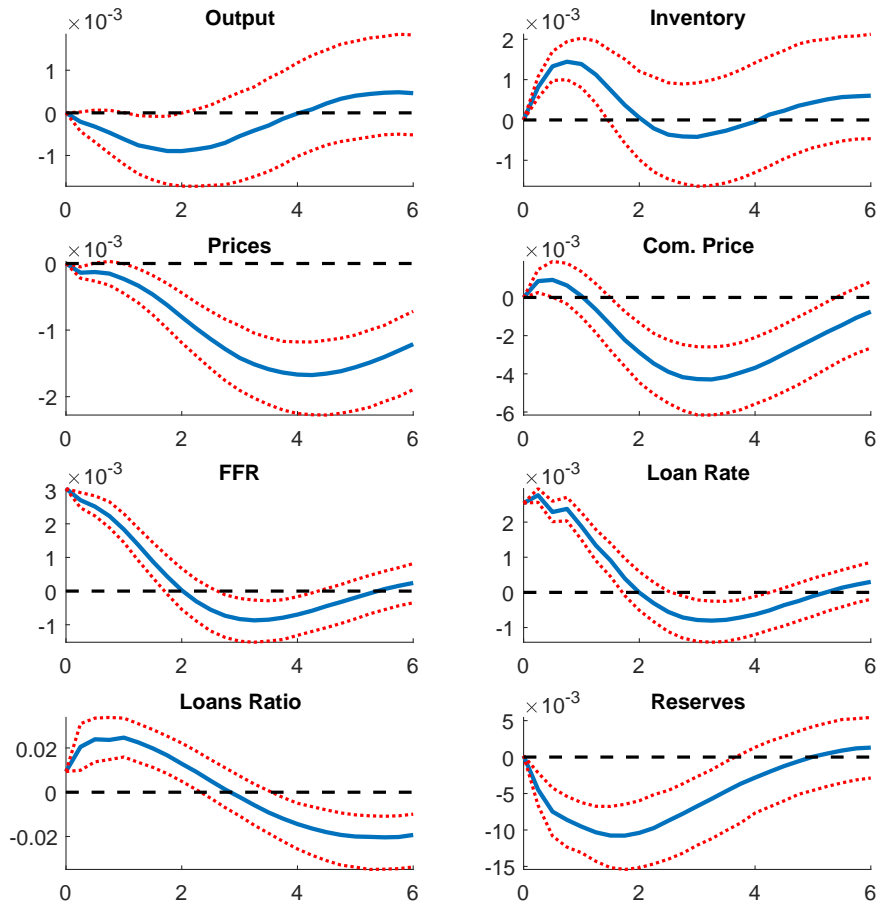 Output
× 10^-3
1
0
-1
0 2 4 6
Inventory
× 10^-3
2
1
0
-1
0 2 4 6
Prices
× 10^-3
0
-1
-2
0 2 4 6
Com. Price
× 10^-3
0
-2
-4
-6
0 2 4 6
FFR
× 10^-3
3
2
1
0
-1
0 2 4 6
Loan Rate
× 10^-3
2
1
0
-1
0 2 4 6
Loans Ratio
0.02
0
-0.02
0 2 4 6
Reserves
× 10^-3
5
0
-5
-10
-15
0 2 4 6